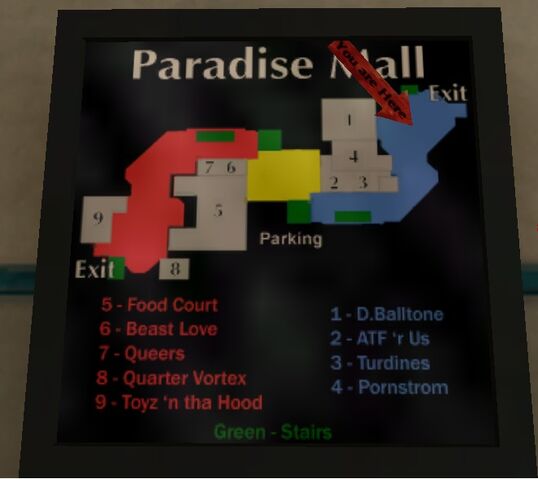 Paradise Mall
You are Here
Exit
1
4
7 6
2 3
5
9
Parking
Exit
8
5 - Food Court
6 - Beast Love
7 - Queers
8 - Quarter Vortex
9 - Toyz 'n tha Hood
1 - D.Balltone
2 - ATF 'r Us
3 - Turdines
4 - Pornstrom
Green - Stairs